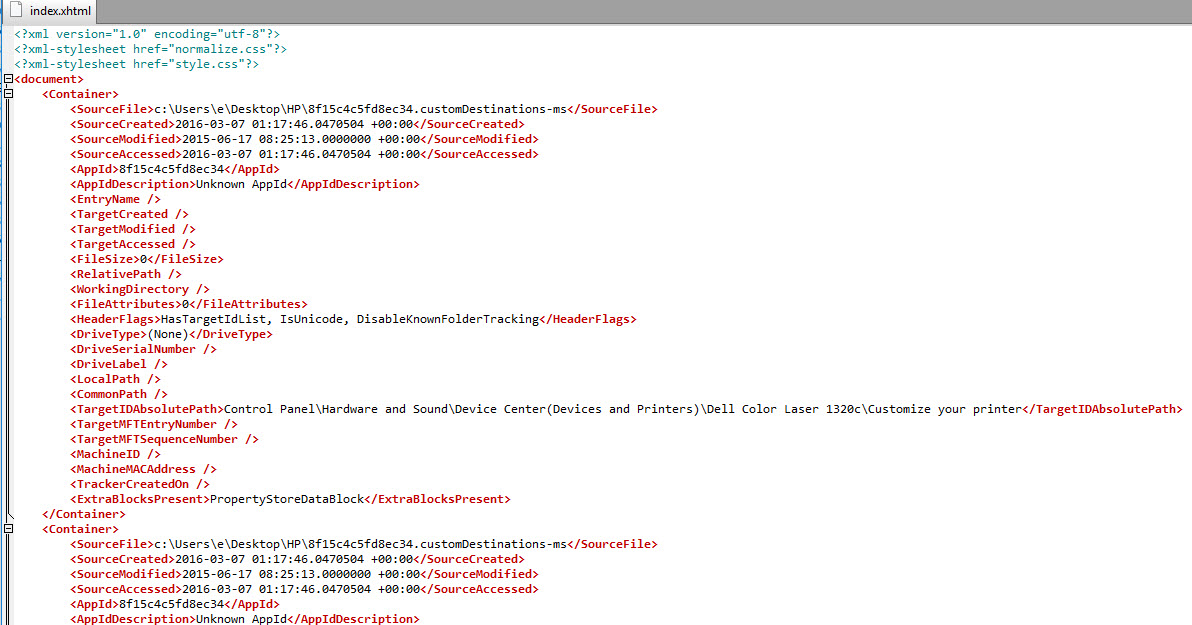 index.xhtml
<?xml version="1.0" encoding="utf-8"?>
<?xml-stylesheet href="normalize.css"?>
<?xml-stylesheet href="style.css"?>
<document>
<Container>
<SourceFile>c:\Users\e\Desktop\HP\8f15c4c5fd8ec34.customDestinations-ms</SourceFile>
<SourceCreated>2016-03-07 01:17:46.0470504 +00:00</SourceCreated>
<SourceModified>2015-06-17 08:25:13.0000000 +00:00</SourceModified>
<SourceAccessed>2016-03-07 01:17:46.0470504 +00:00</SourceAccessed>
<AppId>8f15c4c5fd8ec34</AppId>
<AppIdDescription>Unknown AppId</AppIdDescription>
<EntryName />
<TargetCreated />
<TargetModified />
<TargetAccessed />
<FileSize>0</FileSize>
<RelativePath />
<WorkingDirectory />
<FileAttributes>0</FileAttributes>
<HeaderFlags>HasTargetIdList, IsUnicode, DisableKnownFolderTracking</HeaderFlags>
<DriveType>(None)</DriveType>
<DriveSerialNumber />
<DriveLabel />
<LocalPath />
<CommonPath />
<TargetIDAbsolutePath>Control Panel\Hardware and Sound\Device Center(Devices and Printers)\Dell Color Laser 1320c\Customize your printer</TargetIDAbsolutePath>
<TargetMFTEntryNumber />
<TargetMFTSequenceNumber />
<MachineID />
<MachineMACAddress />
<TrackerCreatedOn />
<ExtraBlocksPresent>PropertyStoreDataBlock</ExtraBlocksPresent>
</Container>
<Container>
<SourceFile>c:\Users\e\Desktop\HP\8f15c4c5fd8ec34.customDestinations-ms</SourceFile>
<SourceCreated>2016-03-07 01:17:46.0470504 +00:00</SourceCreated>
<SourceModified>2015-06-17 08:25:13.0000000 +00:00</SourceModified>
<SourceAccessed>2016-03-07 01:17:46.0470504 +00:00</SourceAccessed>
<AppId>8f15c4c5fd8ec34</AppId>
<AppIdDescription>Unknown AppId</AppIdDescription>